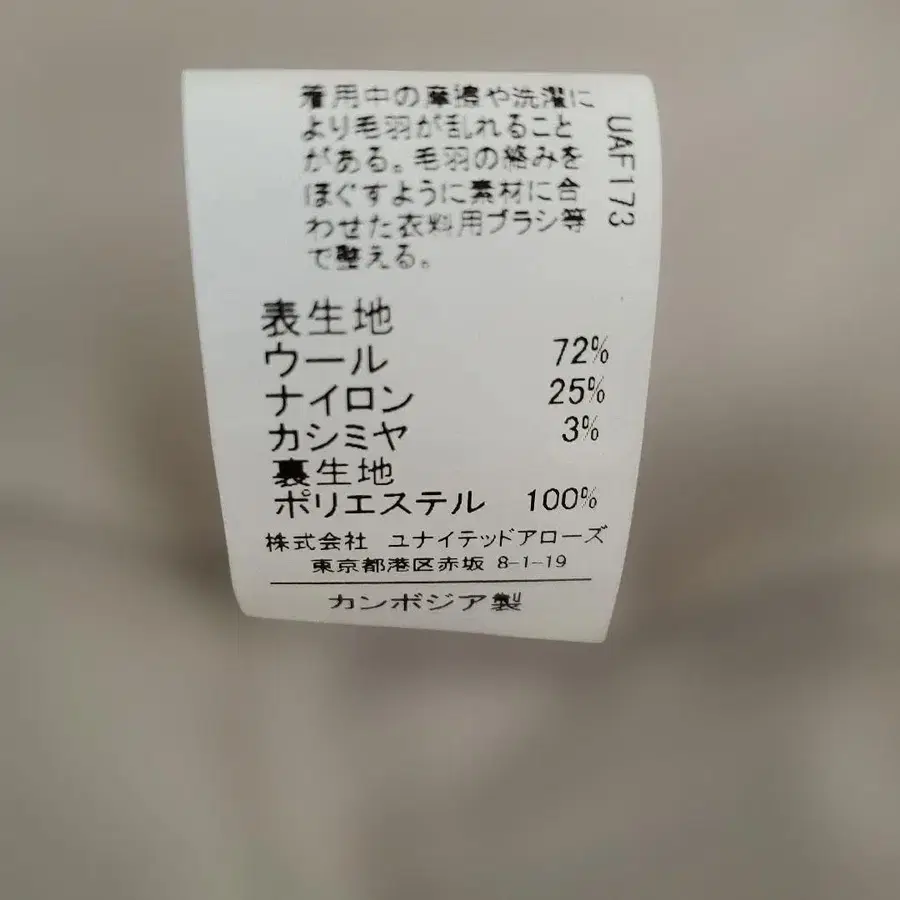 着用中の摩擦や洗濯に
より毛羽が乱れること
がある。毛羽の絡みを
ほぐすように素材に合
わせた衣料用ブラシ等
で整える。
UAF173
表生地
ウール 72%
ナイロン 25%
カシミヤ 3%
裏生地
ポリエステル 100%
株式会社 ユナイテッドアローズ
東京都港区赤坂 8-1-19
カンボジア製